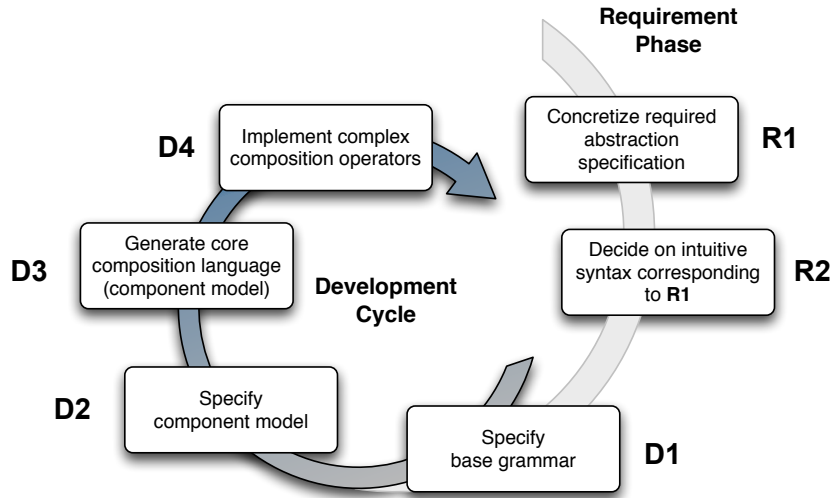 Requirement
Phase
Concretize required
abstraction
specification
R1
Decide on intuitive
syntax corresponding
to R1
R2
Development
Cycle
Specify
base grammar
D1
Specify
component model
D2
Generate core
composition language
(component model)
D3
Implement complex
composition operators
D4